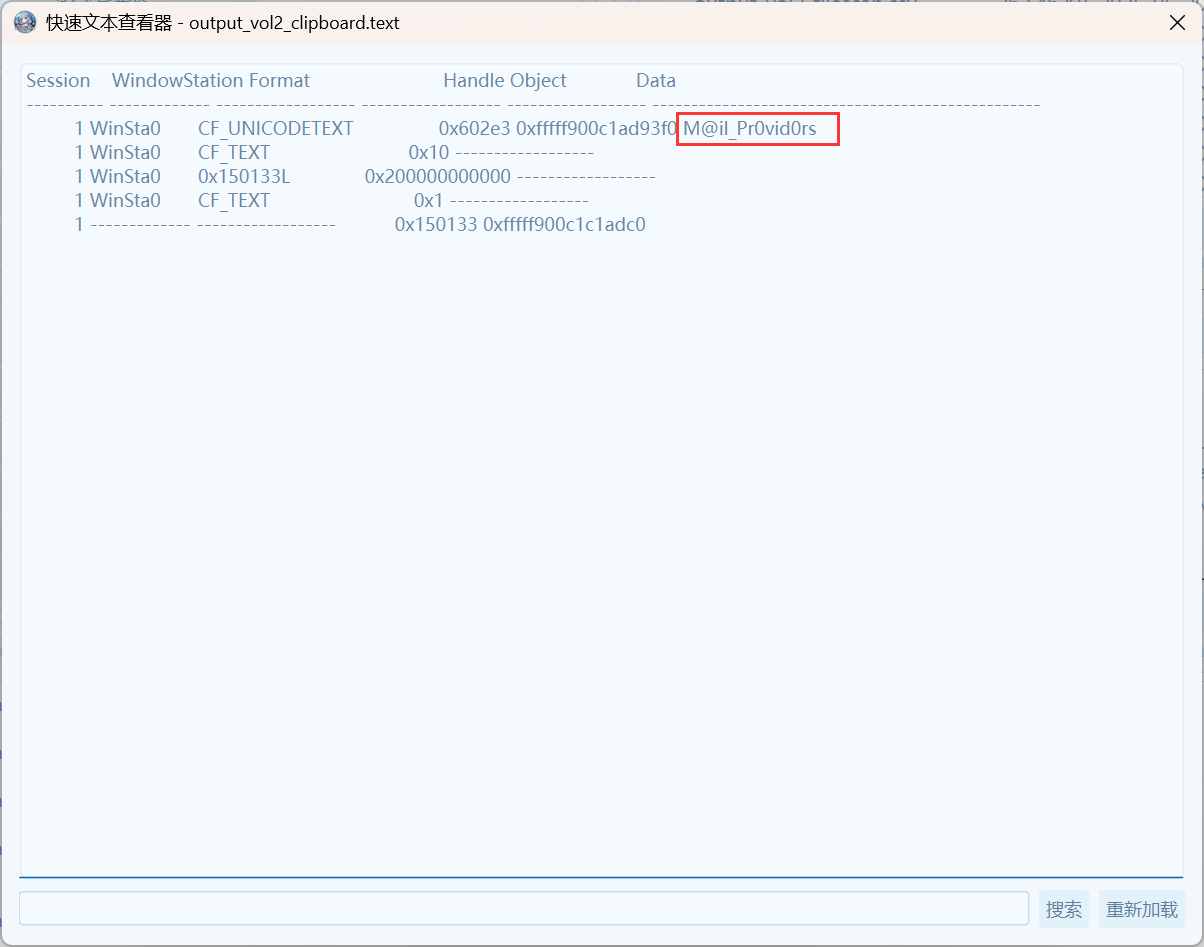 快速文本查看器 - output_vol2_clipboard.text
Session WindowStation Format Handle Object Data
---------- ------------- ------------------ ------------------ ------------------ --------------------------------------------------
1 WinSta0 CF_UNICODETEXT 0x602e3 0xfffff900c1ad93f0 M@il_Pr0vid0rs
1 WinSta0 CF_TEXT 0x10 ------------------
1 WinSta0 0x150133L 0x200000000000 ------------------
1 WinSta0 CF_TEXT 0x1 ------------------
1 ------------- ------------------ 0x150133 0xfffff900c1c1adc0
搜索 重新加载